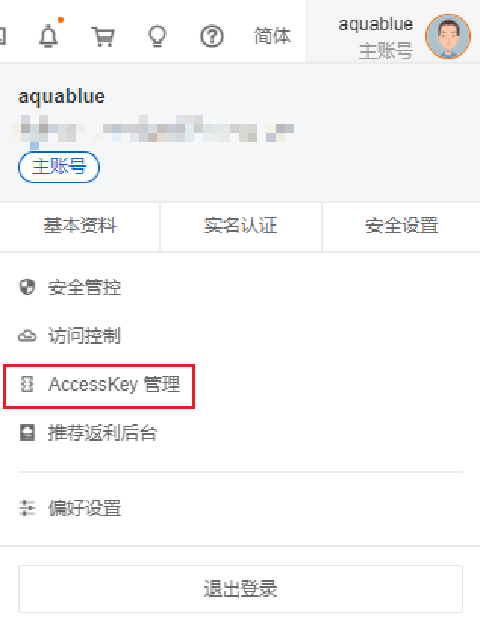 简体
aquablue
主账号
aquablue
主账号
基本资料 实名认证 安全设置
安全管控
访问控制
AccessKey 管理
推荐返利后台
偏好设置
退出登录